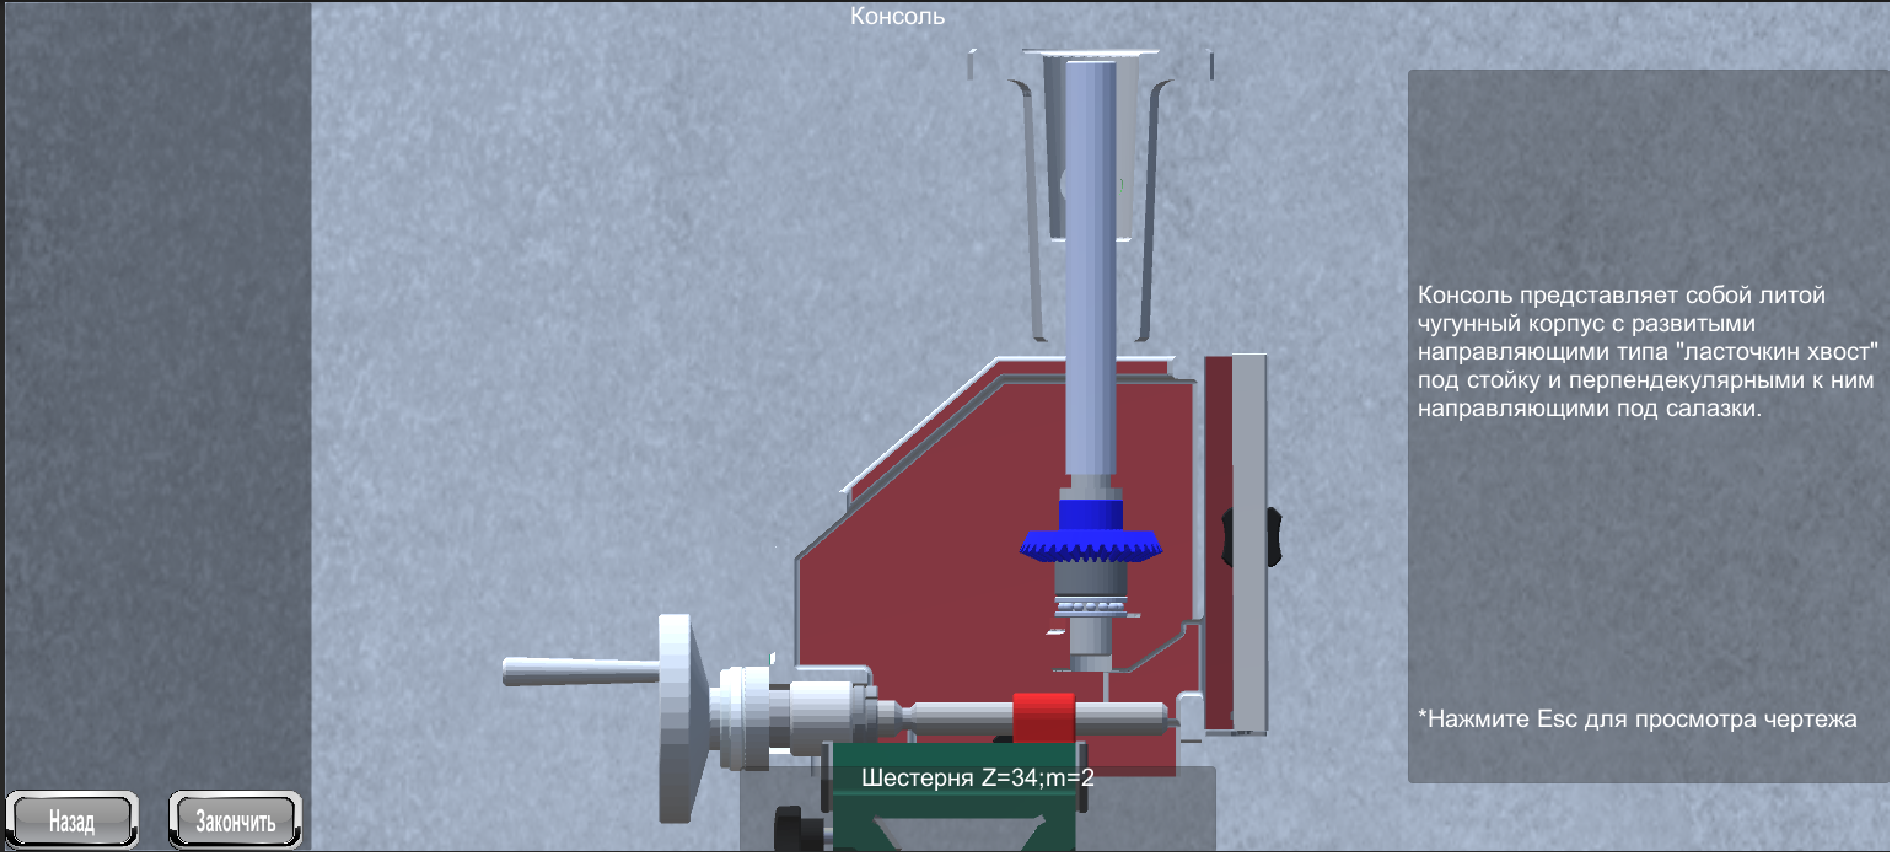 Консоль
Консоль представляет собой литой
чугунный корпус с развитыми
направляющими типа "ласточкин хвост"
под стойку и перпендекулярными к ним
направляющими под салазки.
*Нажмите Esc для просмотра чертежа
Шестерня Z=34;m=2
Назад
Закончить